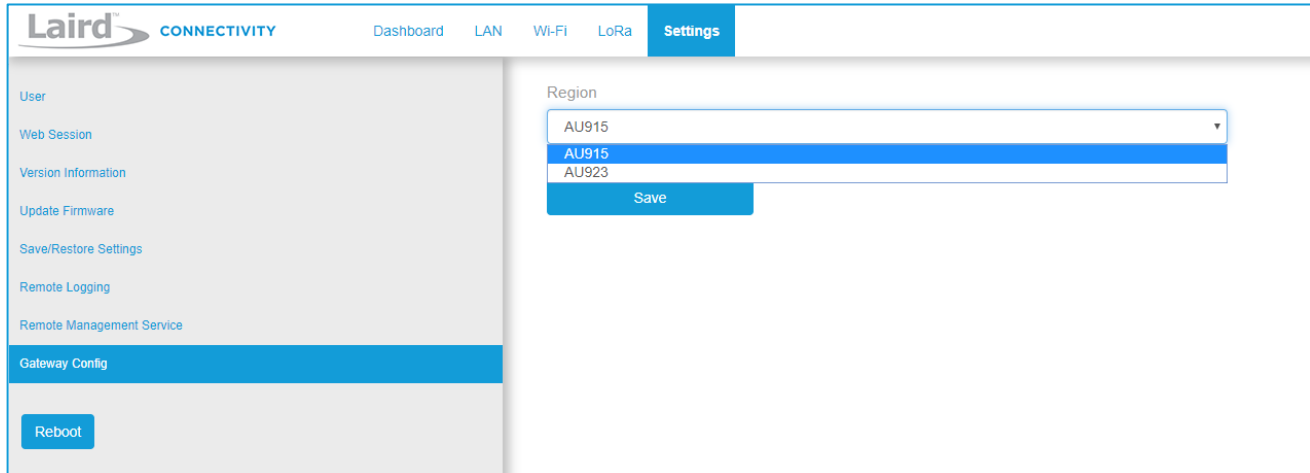 Laird™ CONNECTIVITY Dashboard LAN Wi-Fi LoRa Settings
User
Web Session
Version Information
Update Firmware
Save/Restore Settings
Remote Logging
Remote Management Service
Gateway Config
Reboot
Region
AU915
AU915
AU923
Save